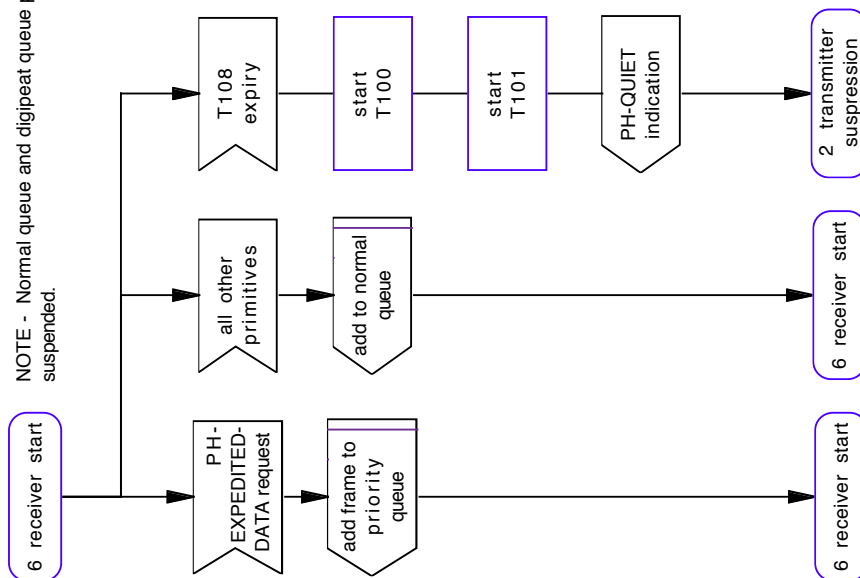 NOTE - Normal queue and digipeat queue
suspended.
6 receiver start
PH-
EXPEDITED-
DATA request
add frame to
priority
queue
6 receiver start
all other
primitives
add to normal
queue
6 receiver start
T108
expiry
start
T100
start
T101
PH-QUIET
indication
2 transmitter
suspression